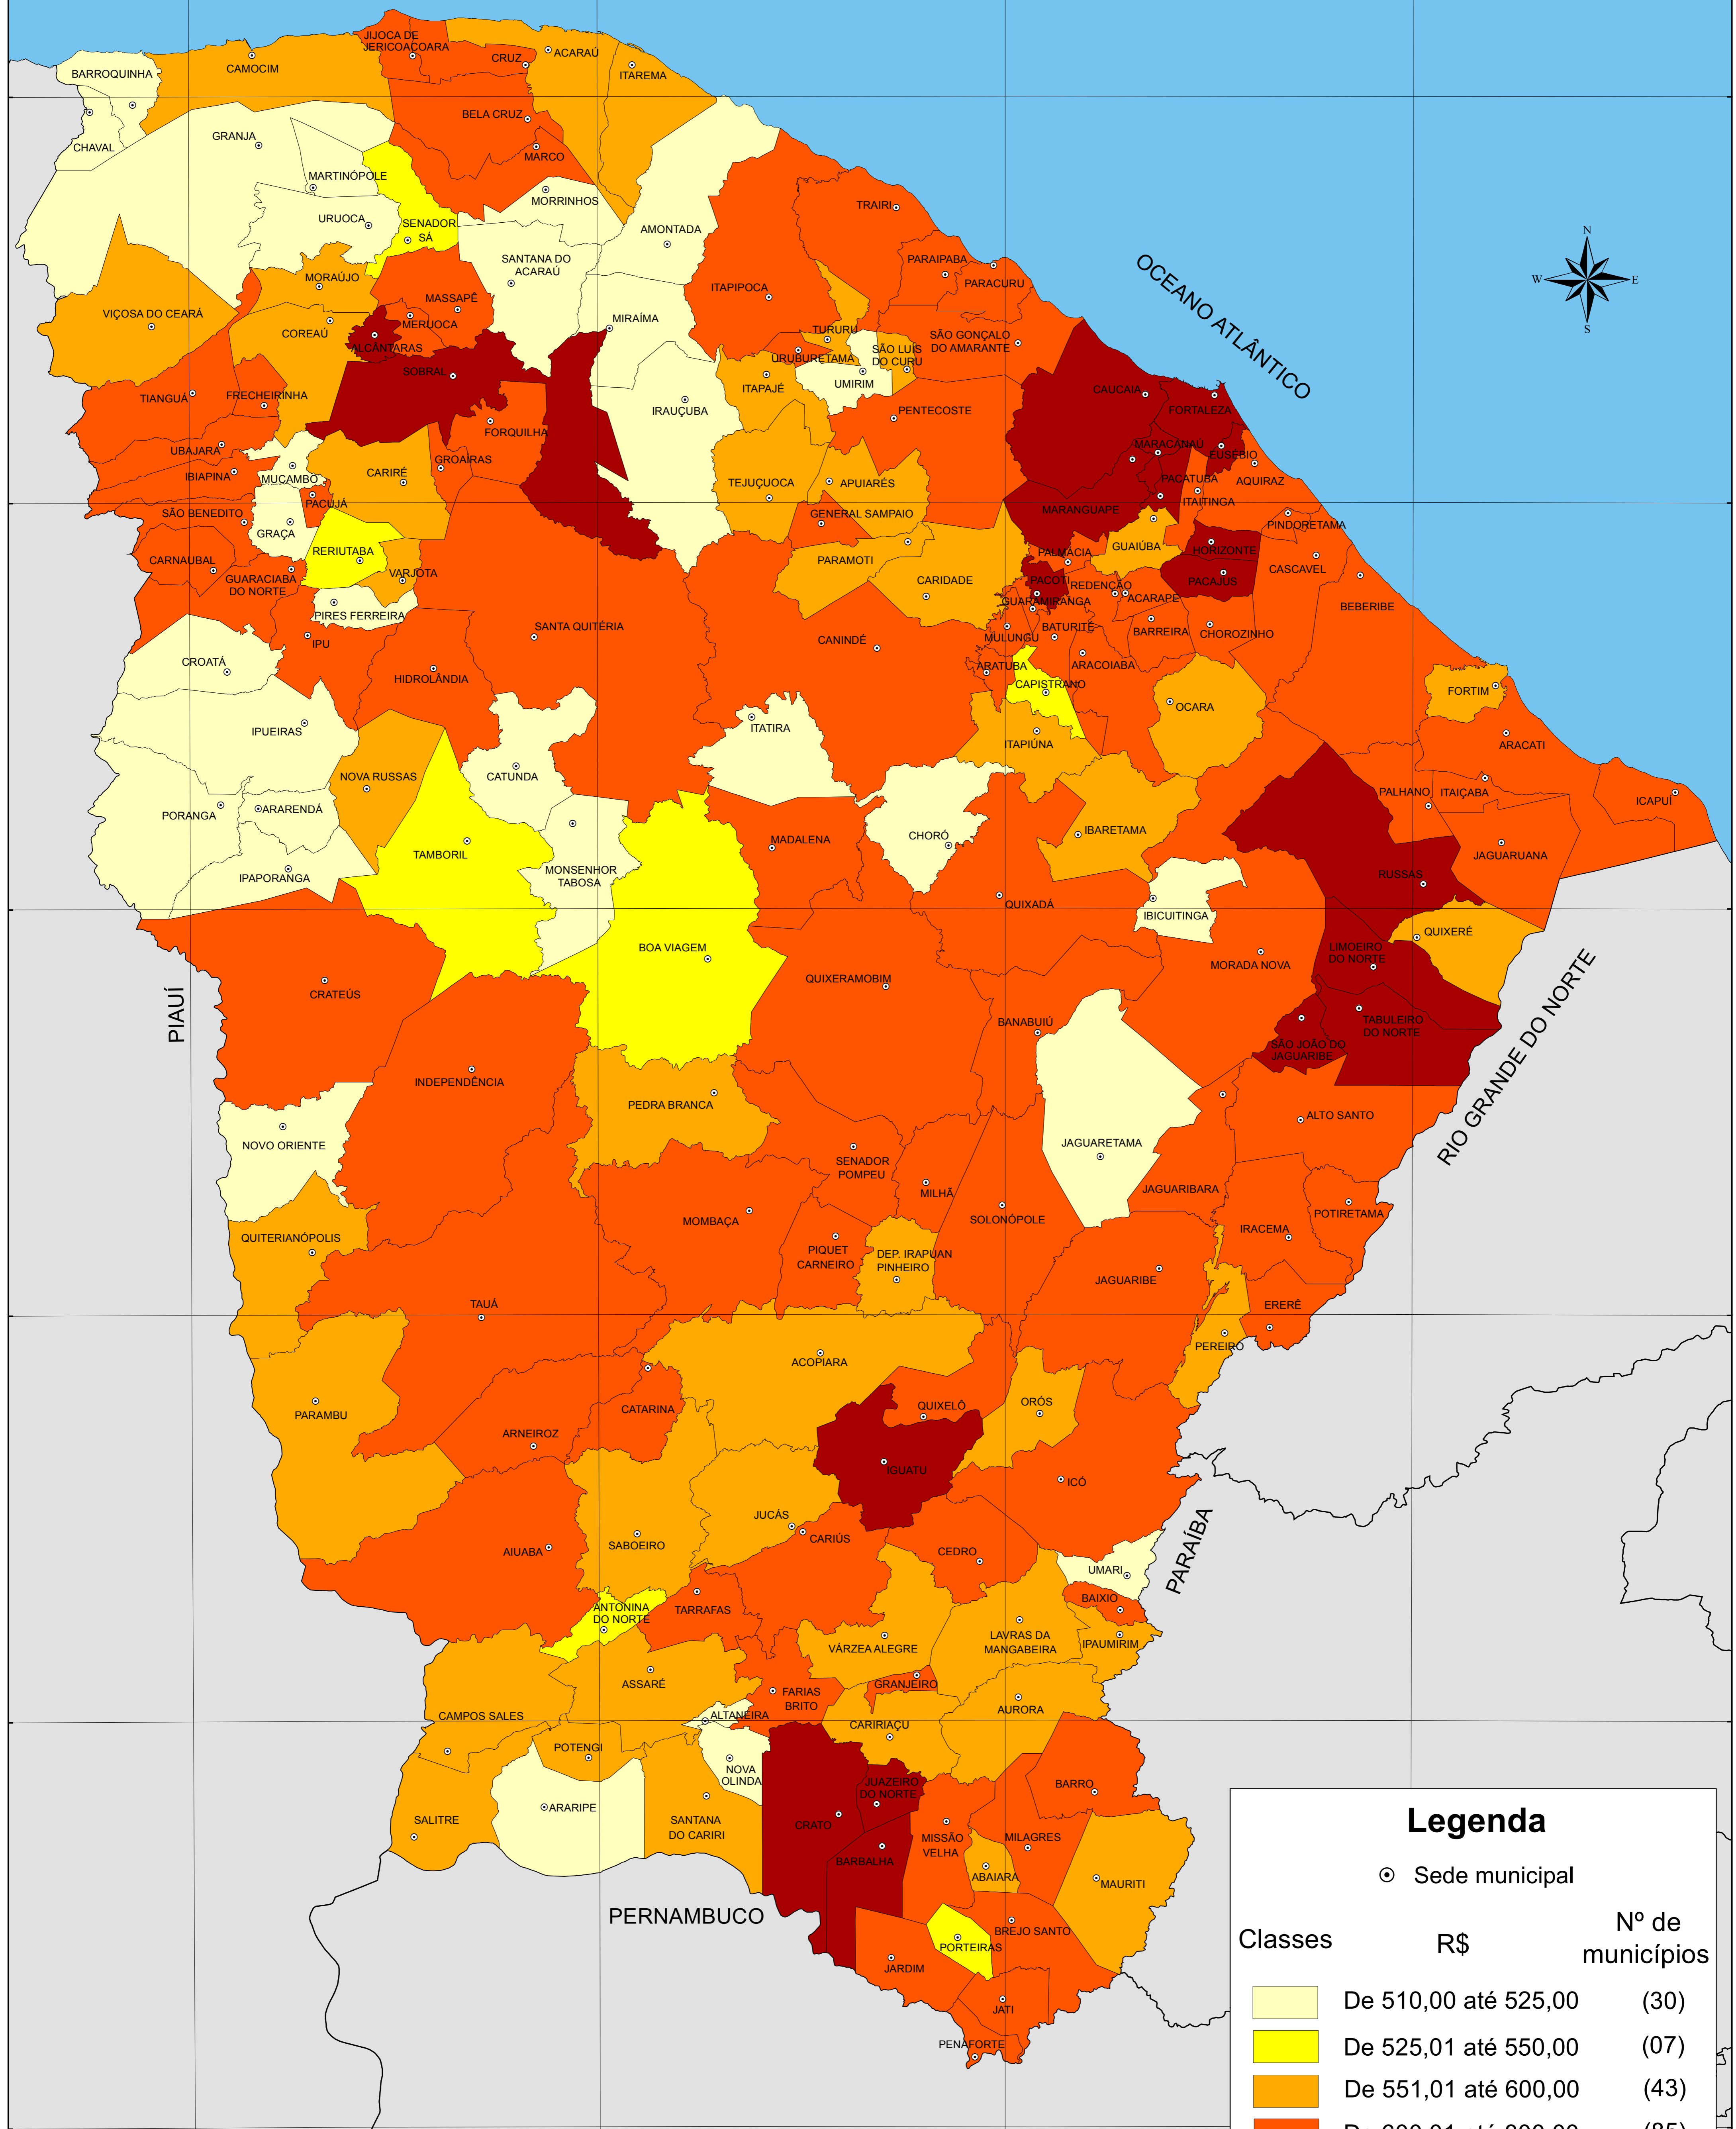 JIJOCA DE
JERICOACOARA
CRUZ
ACARAÚ
ITAREMA
CAMOCIM
BARROQUINHA
BELA CRUZ
CHAVAL
GRANJA
MARCO
MARTINÓPOLE
MORRINHOS
URUOCA
SENADOR
SÁ
AMONTADA
TRAIRI
N
W
E
S
SANTANA DO
ACARAÚ
PARAIPABA
PARACURU
OCEANO ATLÂNTICO
MORAÚJO
ITAPIPOCA
MASSAPÊ
VIÇOSA DO CEARÁ
MERUOCA
MIRAÍMA
COREAÚ
TURURU
SÃO GONÇALO
DO AMARANTE
ALCÂNTARAS
URUBURETAMA
SÃO LUIS
DO CURU
SOBRAL
UMIRIM
ITAPAJÉ
CAUCAIA
TIANGUÁ
FRECHEIRINHA
IRAUÇUBA
PENTECOSTE
FORTALEZA
FORQUILHA
MARACANAÚ
UBAJARA
EUSÉBIO
GROAÍRAS
IBIAPINA
MUCAMBO
CARIRÉ
TEJUÇUOCA
APUIARÉS
PACATUBA
AQUIRAZ
PACUJÁ
ITAITINGA
SÃO BENEDITO
GENERAL SAMPAIO
MARANGUAPE
PINDORETAMA
GRAÇA
RERIUTABA
PALMÁCIA
GUAIÚBA
HORIZONTE
CARNAUBAL
PARAMOTI
CASCAVEL
VARJOTA
GUARACIABA
DO NORTE
CARIDADE
PACOTI
REDENÇÃO
PACAJUS
ACARAPE
GUARAMIRANGA
BEBERIBE
PIRES FERREIRA
SANTA QUITÉRIA
MULUNGU
BATURITÉ
BARREIRA
CHOROZINHO
IPU
CANINDÉ
CROATÁ
ARATUBA
ARACOIABA
HIDROLÂNDIA
CAPISTRANO
FORTIM
OCARA
IPUEIRAS
ITATIRA
ITAPIÚNA
ARACATI
NOVA RUSSAS
CATUNDA
PALHANO
ITAIÇABA
ICAPUÍ
PORANGA
ARARENDÁ
CHORÓ
IBARETAMA
MADALENA
TAMBORIL
JAGUARUANA
MONSENHOR
TABOSA
IPAPORANGA
RUSSAS
QUIXADÁ
IBICUITINGA
QUIXERÉ
BOA VIAGEM
LIMOEIRO
DO NORTE
MORADA NOVA
QUIXERAMOBIM
CRATEÚS
PIAUÍ
BANABUIÚ
TABULEIRO
DO NORTE
SÃO JOÃO DO
JAGUARIBE
RIO GRANDE DO NORTE
INDEPENDÊNCIA
PEDRA BRANCA
ALTO SANTO
NOVO ORIENTE
JAGUARETAMA
SENADOR
POMPEU
MILHÃ
JAGUARIBARA
POTIRETAMA
MOMBAÇA
SOLONÓPOLE
IRACEMA
QUITERIANÓPOLIS
PIQUET
CARNEIRO
DEP. IRAPUAN
PINHEIRO
JAGUARIBE
TAUÁ
ERERÊ
PEREIRO
ACOPIARA
PARAMBU
CATARINA
QUIXELÔ
ORÓS
ARNEIROZ
IGUATU
ICÓ
JUCÁS
CARIÚS
SABOEIRO
AIUABA
CEDRO
PARAÍBA
UMARI
BAIXIO
ANTONINA
DO NORTE
TARRAFAS
LAVRAS DA
MANGABEIRA
IPAUMIRIM
VÁRZEA ALEGRE
ASSARÉ
GRANJEIRO
FARIAS
BRITO
AURORA
CAMPOS SALES
ALTANEIRA
CARIRIAÇU
POTENGI
NOVA
OLINDA
JUAZEIRO
DO NORTE
BARRO
ARARIPE
SALITRE
SANTANA
DO CARIRI
CRATO
MISSÃO
VELHA
MILAGRES
BARBALHA
ABAIARA
MAURITI
PERNAMBUCO
BREJO SANTO
PORTEIRAS
JARDIM
JATI
PENAFORTE
Legenda
Sede municipal
Classes R$ Nº de municípios
De 510,00 até 525,00 (30)
De 525,01 até 550,00 (07)
De 551,01 até 600,00 (43)